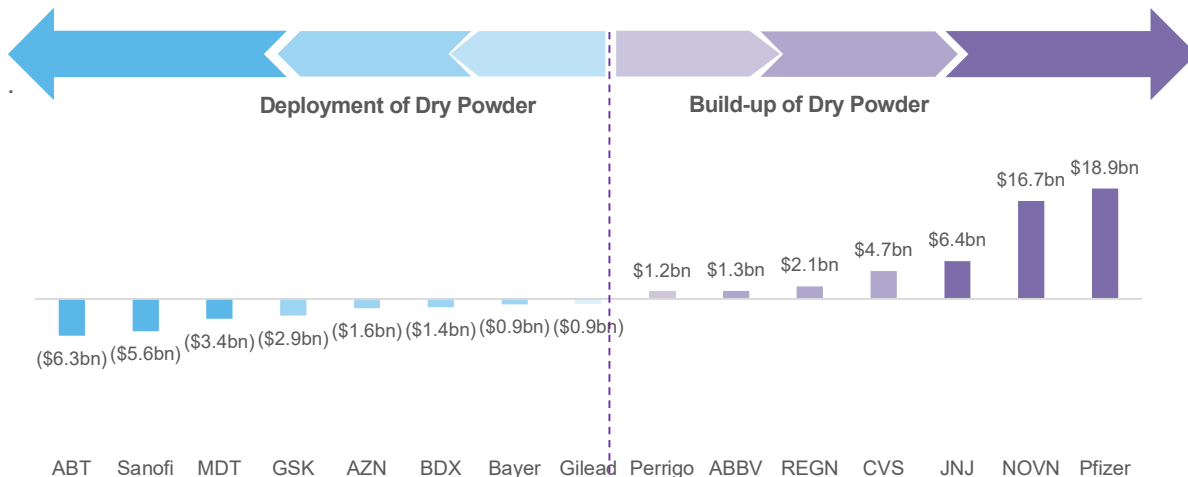 .
Deployment of Dry Powder
Build-up of Dry Powder
$18.9bn
$16.7bn
$6.4bn
$4.7bn
$2.1bn
$1.2bn
$1.3bn
($6.3bn)
($5.6bn)
($3.4bn)
($2.9bn)
($1.6bn)
($1.4bn)
($0.9bn)
($0.9bn)
ABT Sanofi MDT GSK AZN BDX Bayer Gilead Perrigo ABBV REGN CVS JNJ NOVN Pfizer